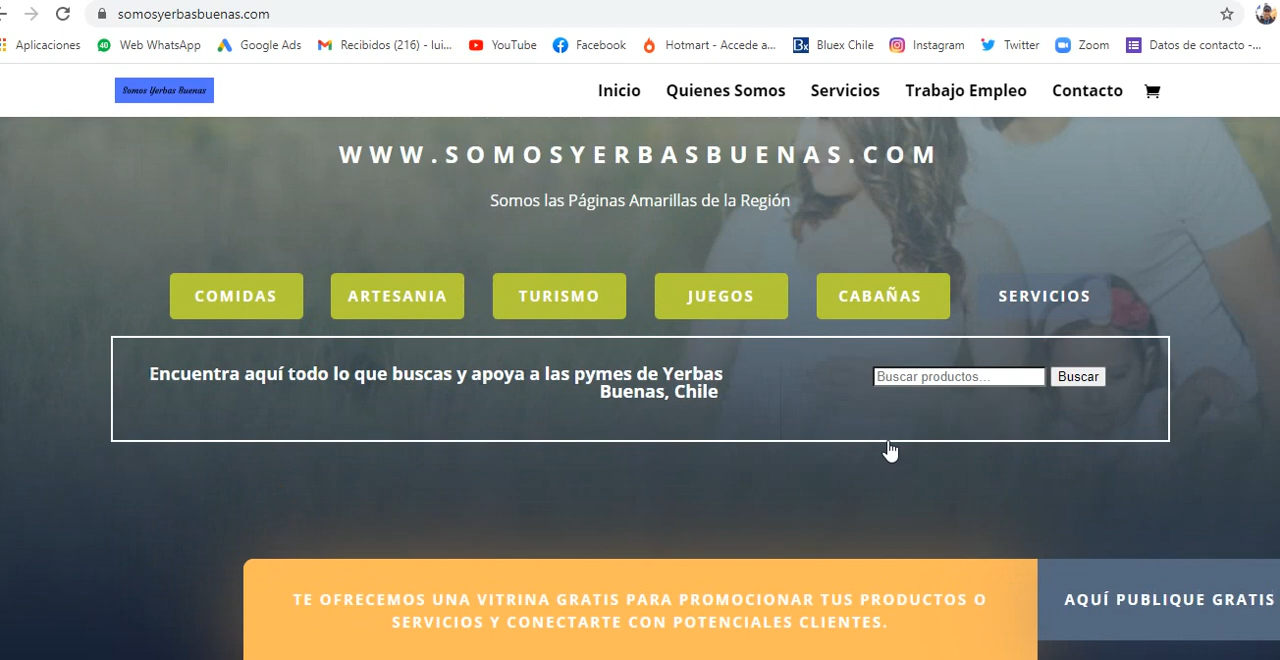 somosyerbasbuenas.com
Aplicaciones
40
Web WhatsApp
Google Ads
Recibidos (216) - lui...
YouTube
Facebook
Hotmart - Accede a...
Bx
Bluex Chile
Instagram
Twitter
Zoom
Datos de contacto -...
Somos Yerbas Buenas
Inicio
Quienes Somos
Servicios
Trabajo Empleo
Contacto
WWW.SOMOSYERBASBUENAS.COM
Somos las Páginas Amarillas de la Región
COMIDAS
ARTESANIA
TURISMO
JUEGOS
CABAÑAS
SERVICIOS
Encuentra aquí todo lo que buscas y apoya a las pymes de Yerbas
Buenas, Chile
Buscar productos...
Buscar
TE OFRECEMOS UNA VITRINA GRATIS PARA PROMOCIONAR TUS PRODUCTOS O
SERVICIOS Y CONECTARTE CON POTENCIALES CLIENTES.
AQUÍ PUBLIQUE GRATIS